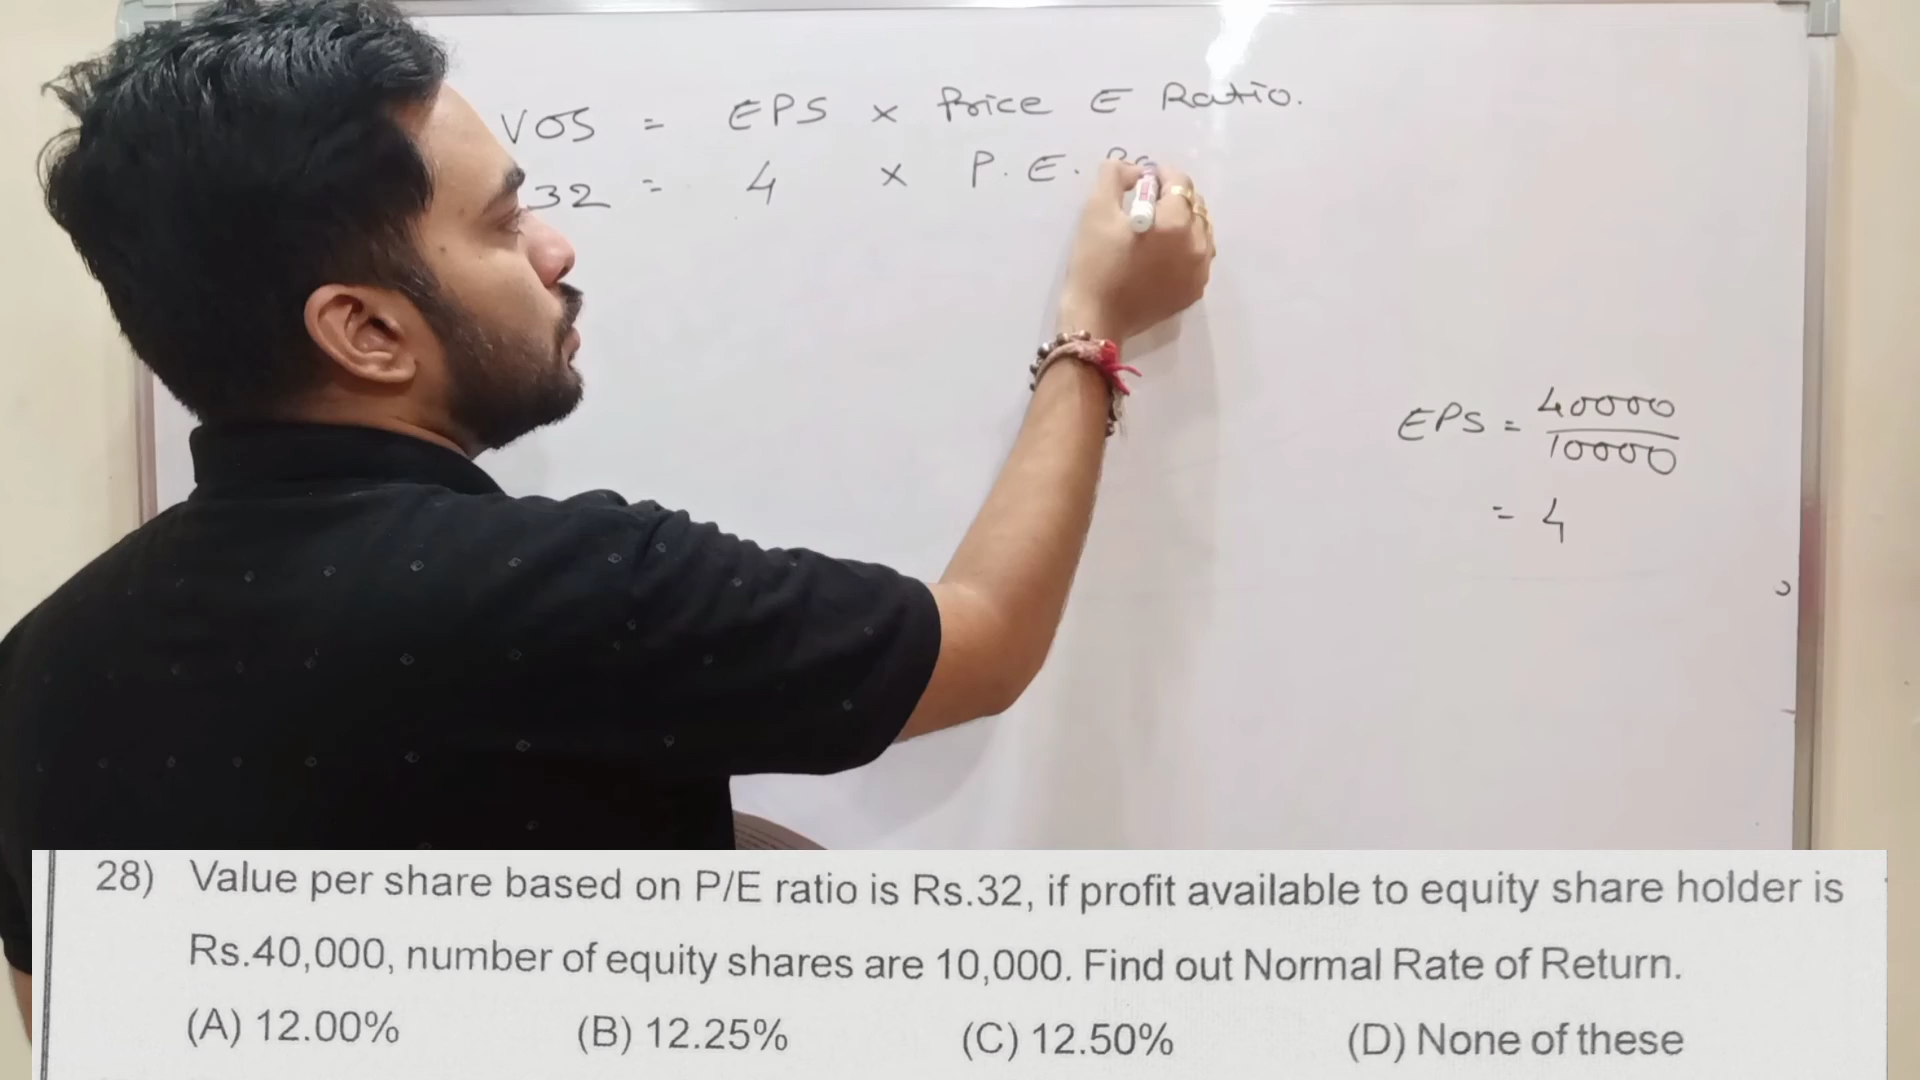 VOS = EPS × Price E Ratio.
32 = 4 × P. E.
EPS = 40000
10000
= 4
28) Value per share based on P/E ratio is Rs.32, if profit available to equity share holder is
Rs.40,000, number of equity shares are 10,000. Find out Normal Rate of Return.
(A) 12.00% (B) 12.25% (C) 12.50% (D) None of these